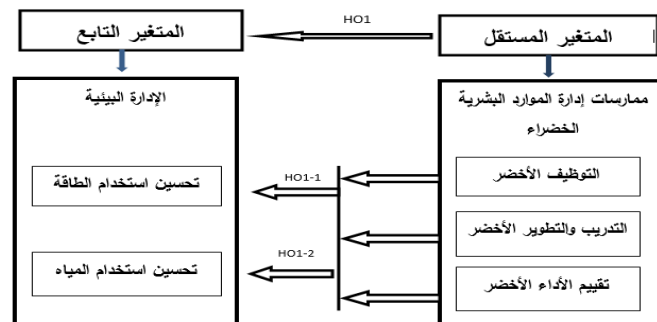 المتغير المستقل
HO1
المتغير التابع
ممارسات إدارة الموارد البشرية
الخضراء
التوظيف الأخضر
التدريب والتطوير الأخضر
تقييم الأداء الأخضر
HO1-1
HO1-2
الإدارة البيئية
تحسين استخدام الطاقة
تحسين استخدام المياه